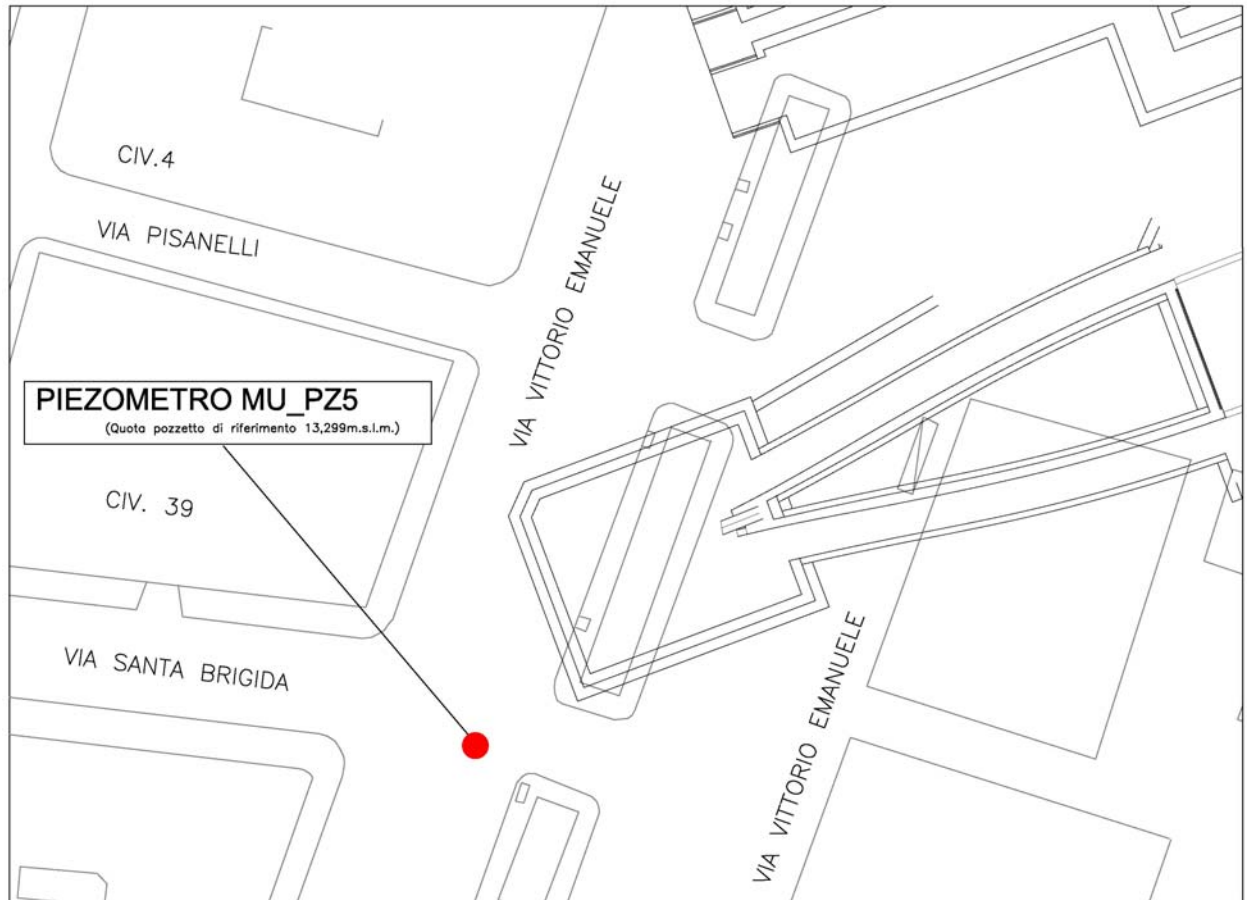 CIV.4
VIA PISANELLI
VIA VITTORIO EMANUELE
PIEZOMETRO MU_PZ5
(Quota pozzetto di riferimento 13,299m.s.l.m.)
CIV. 39
VIA SANTA BRIGIDA
VIA VITTORIO EMANUELE